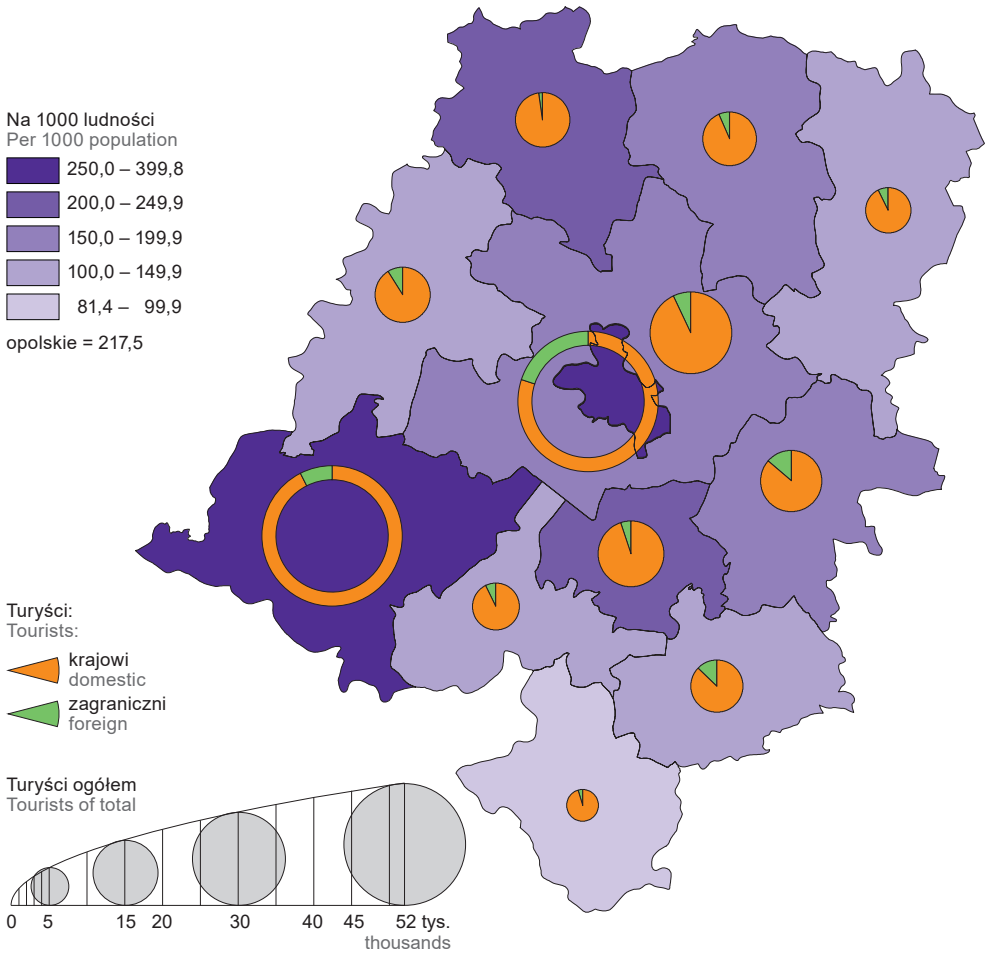 Na 1000 ludności
Per 1000 population
250,0 – 399,8
200,0 – 249,9
150,0 – 199,9
100,0 – 149,9
81,4 – 99,9
opolskie = 217,5
Turyści:
Tourists:
krajowi
domestic
zagraniczni
foreign
Turyści ogółem
Tourists of total
0 5 15 20 30 40 45 52 tys.
thousands